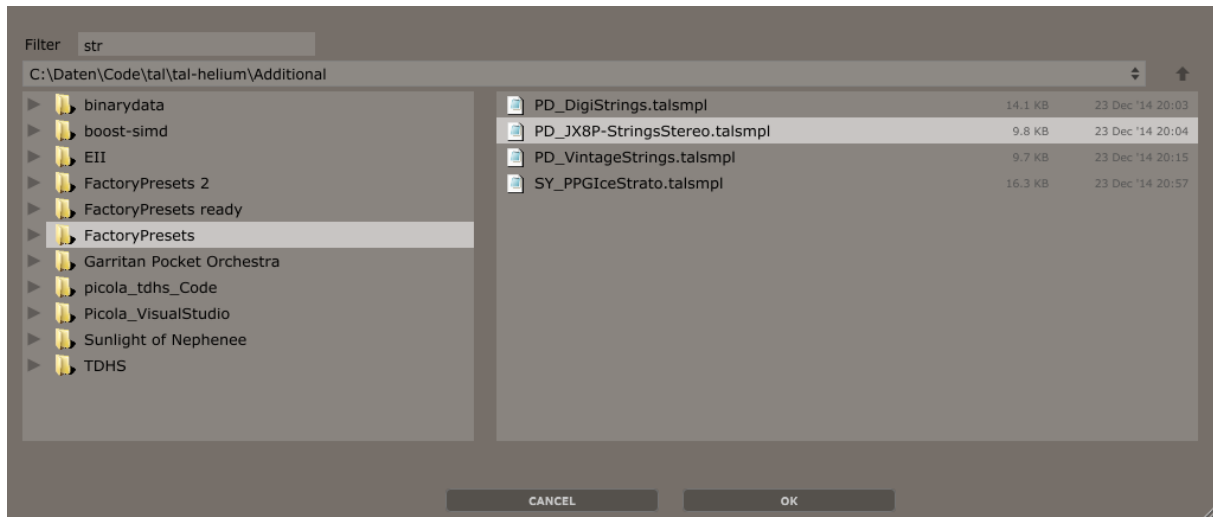 Filter str
C:\Daten\Code\tal\tal-helium\Additional
binarydata
boost-simd
EII
FactoryPresets 2
FactoryPresets ready
FactoryPresets
Garritan Pocket Orchestra
picola_tdhs_Code
Picola_VisualStudio
Sunlight of Nephenee
TDHS
PD_DigiStrings.talsmpl 14.1 KB 23 Dec '14 20:03
PD_JX8P-StringsStereo.talsmpl 9.8 KB 23 Dec '14 20:04
PD_VintageStrings.talsmpl 9.7 KB 23 Dec '14 20:15
SY_PPGIceStrato.talsmpl 16.3 KB 23 Dec '14 20:57
CANCEL OK